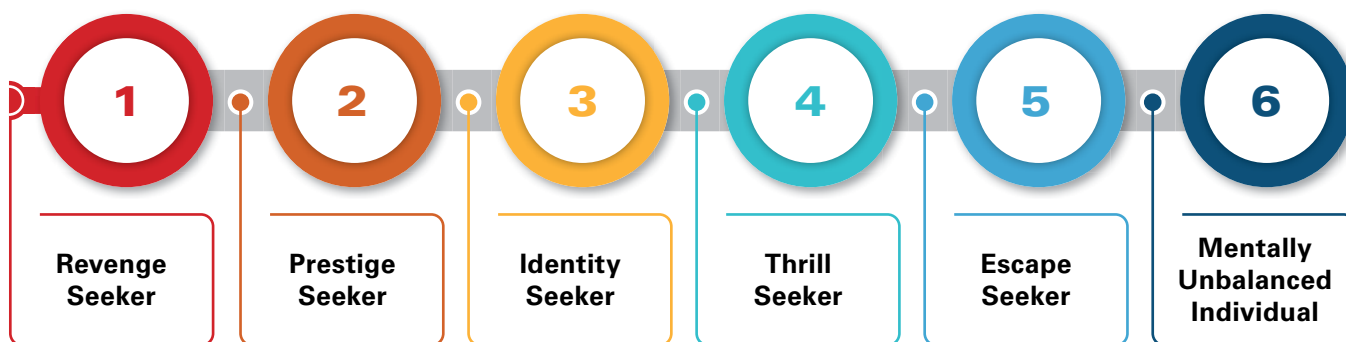 1
2
3
4
5
6
Revenge
Seeker
Prestige
Seeker
Identity
Seeker
Thrill
Seeker
Escape
Seeker
Mentally
Unbalanced
Individual